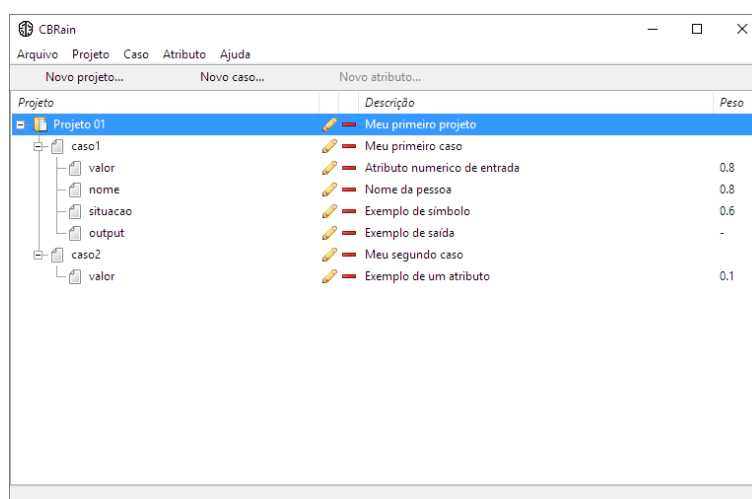 CBRain
Arquivo Projeto Caso Atributo Ajuda
Novo projeto... Novo caso... Novo atributo...
Projeto Descrição Peso
Projeto 01 Meu primeiro projeto
caso1 Meu primeiro caso
valor Atributo numerico de entrada 0.8
nome Nome da pessoa 0.8
situacao Exemplo de símbolo 0.6
output Exemplo de saída -
caso2 Meu segundo caso
valor Exemplo de um atributo 0.1